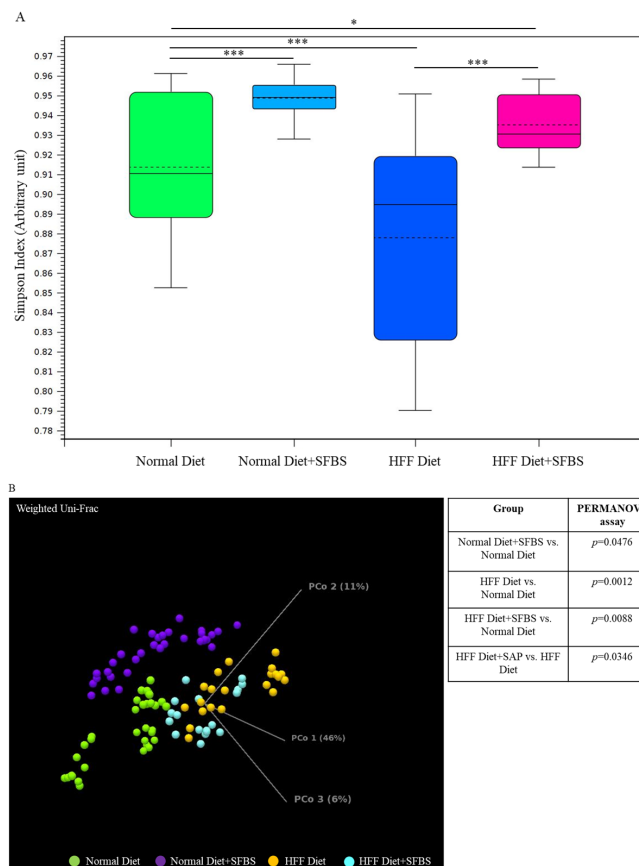 A
*
***
***
***
Simpson Index (Arbitrary unit)
0.97
0.96
0.95
0.94
0.93
0.92
0.91
0.90
0.89
0.88
0.87
0.86
0.85
0.84
0.83
0.82
0.81
0.80
0.79
0.78
Normal Diet Normal Diet+SFBS HFF Diet HFF Diet+SFBS
B
Weighted Uni-Frac
PCo 2 (11%)
PCo 1 (46%)
PCo 3 (6%)
Normal Diet Normal Diet+SFBS HFF Diet HFF Diet+SFBS
Group PERMANOV
assay
Normal Diet+SFBS vs. p=0.0476
Normal Diet
HFF Diet vs. p=0.0012
Normal Diet
HFF Diet+SFBS vs. p=0.0088
Normal Diet
HFF Diet+SAP vs. HFF p=0.0346
Diet